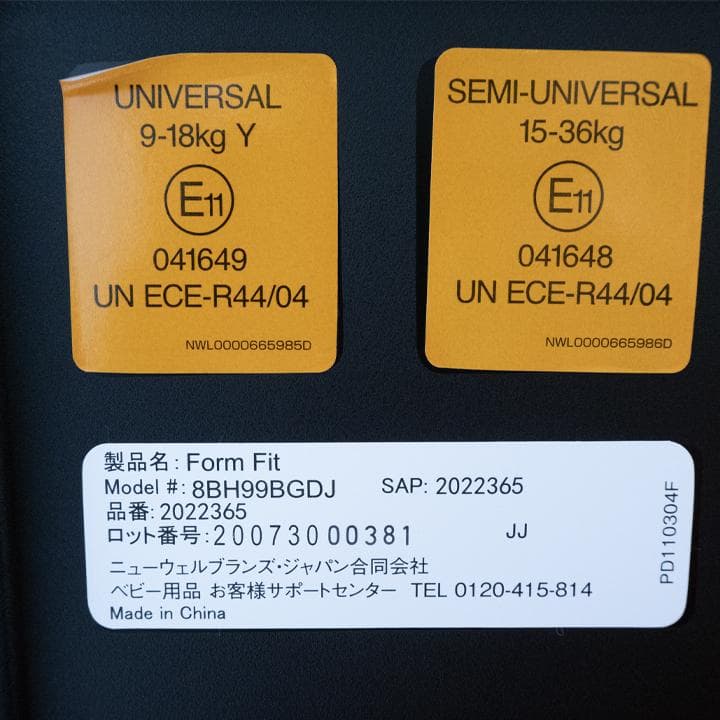 UNIVERSAL
9-18kg Y
E11
041649
UN ECE-R44/04
NWL0000665985D
SEMI-UNIVERSAL
15-36kg
E11
041648
UN ECE-R44/04
NWL0000665986D
製品名：Form Fit
Model #: 8BH99BGDJ SAP: 2022365
品番：2022365
ロット番号：20073000381 JJ
ニューウェルブランズ・ジャパン合同会社
ベビー用品 お客様サポートセンター TEL 0120-415-814
Made in China
PD110304F